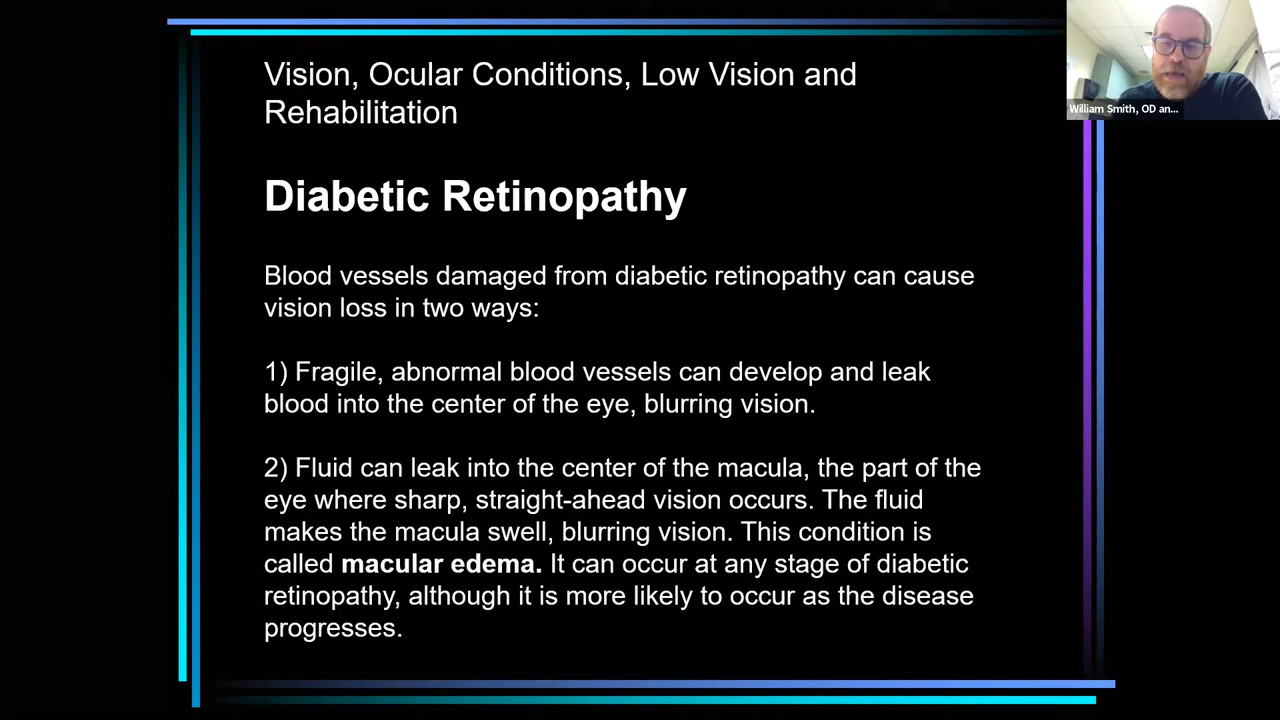 Vision, Ocular Conditions, Low Vision and
Rehabilitation
William Smith, OD an...
Diabetic Retinopathy
Blood vessels damaged from diabetic retinopathy can cause
vision loss in two ways:
1) Fragile, abnormal blood vessels can develop and leak
blood into the center of the eye, blurring vision.
2) Fluid can leak into the center of the macula, the part of the
eye where sharp, straight-ahead vision occurs. The fluid
makes the macula swell, blurring vision. This condition is
called macular edema. It can occur at any stage of diabetic
retinopathy, although it is more likely to occur as the disease
progresses.